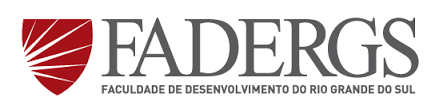 FADERGS
FACULDADE DE DESENVOLVIMENTO DO RIO GRANDE DO SUL